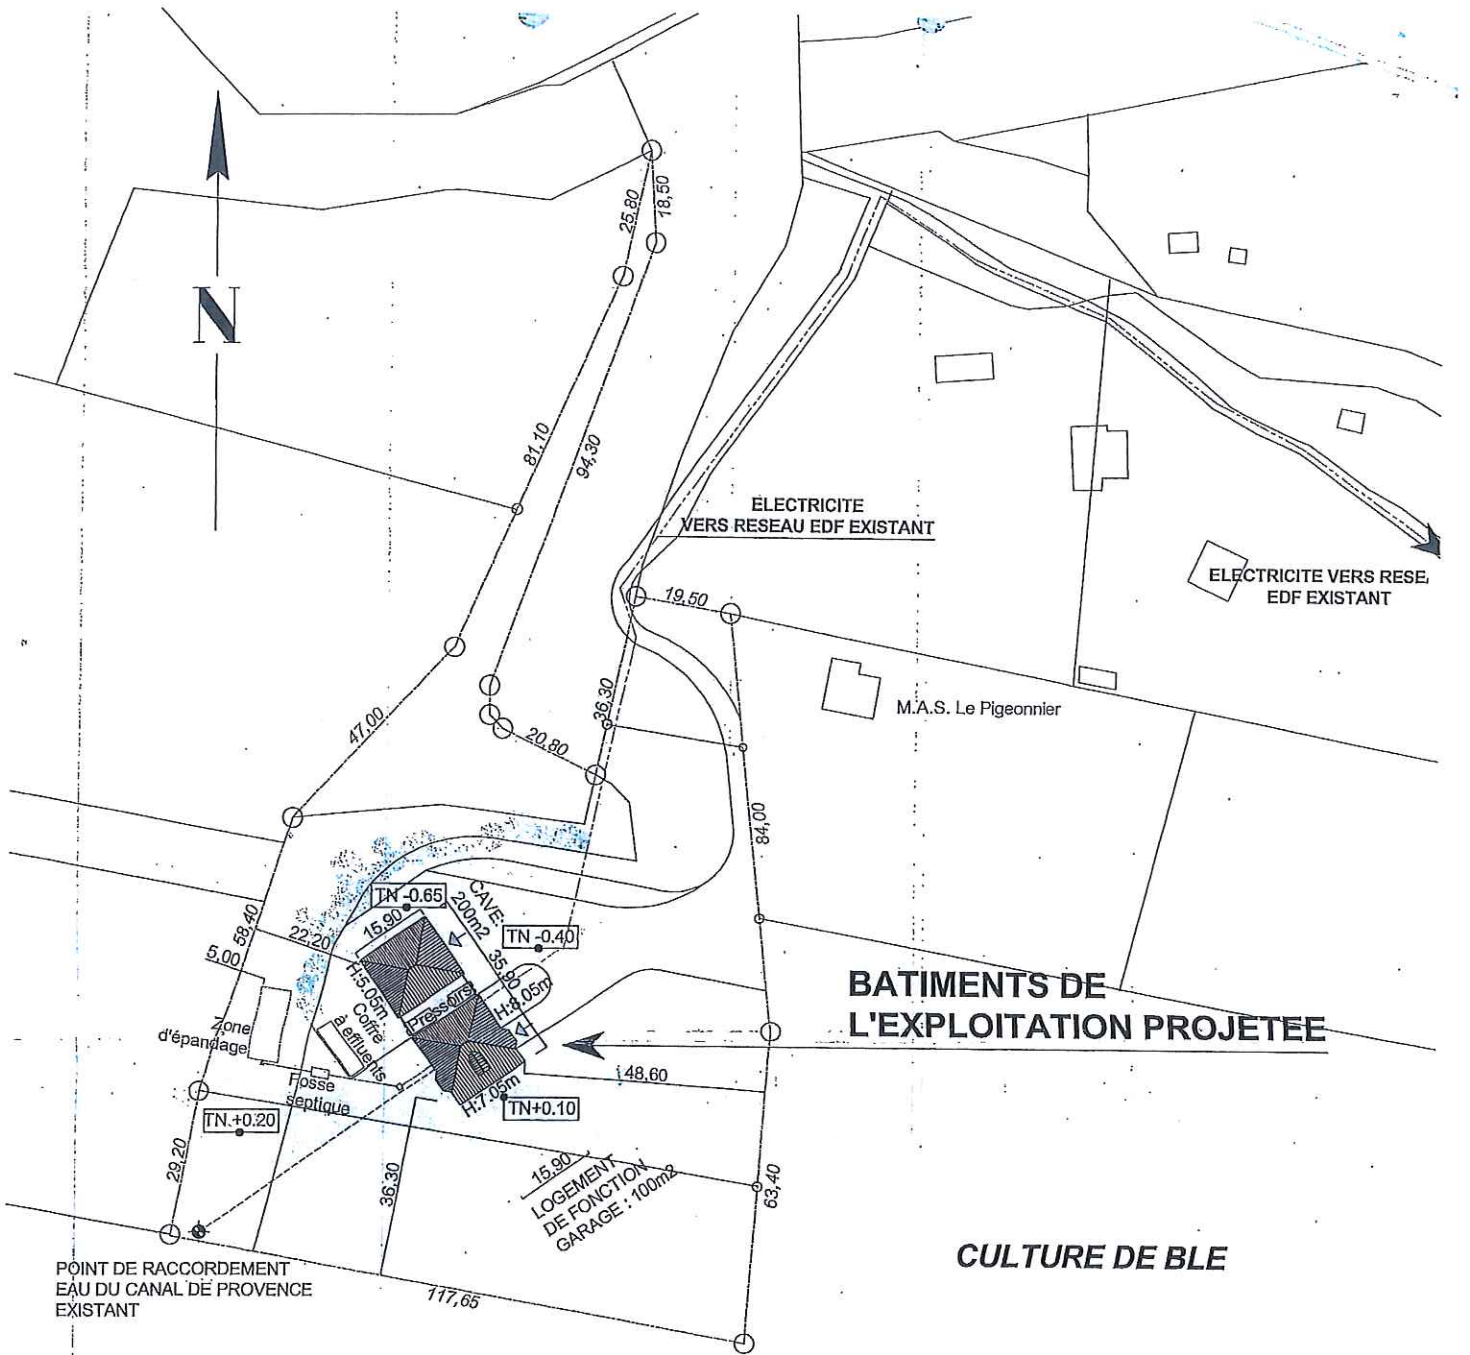 25,80
18,50
N
81,10
94,30
ELECTRICITE
VERS RESEAU EDF EXISTANT
ELECTRICITE VERS RESE
EDF EXISTANT
19,50
36,30
M.A.S. Le Pigeonnier
47,00
20,80
84,00
TN -0.65
CAVE:
200m2
15,90
58,40
22,20
TN -0.40
5,00
35,90
H:5.05m
H:8.05m
Pressoirs
BATIMENTS DE
L'EXPLOITATION PROJETEE
Coffre
à effluents
Zone
d'épandage
Fosse
septique
48,60
H:7.05m
TN+0.10
TN.+0.20
29,20
36,30
15,90
LOGEMENT
DE FONCTION
GARAGE : 100m2
63,40
CULTURE DE BLE
POINT DE RACCORDEMENT
EAU DU CANAL DE PROVENCE
EXISTANT
117,65